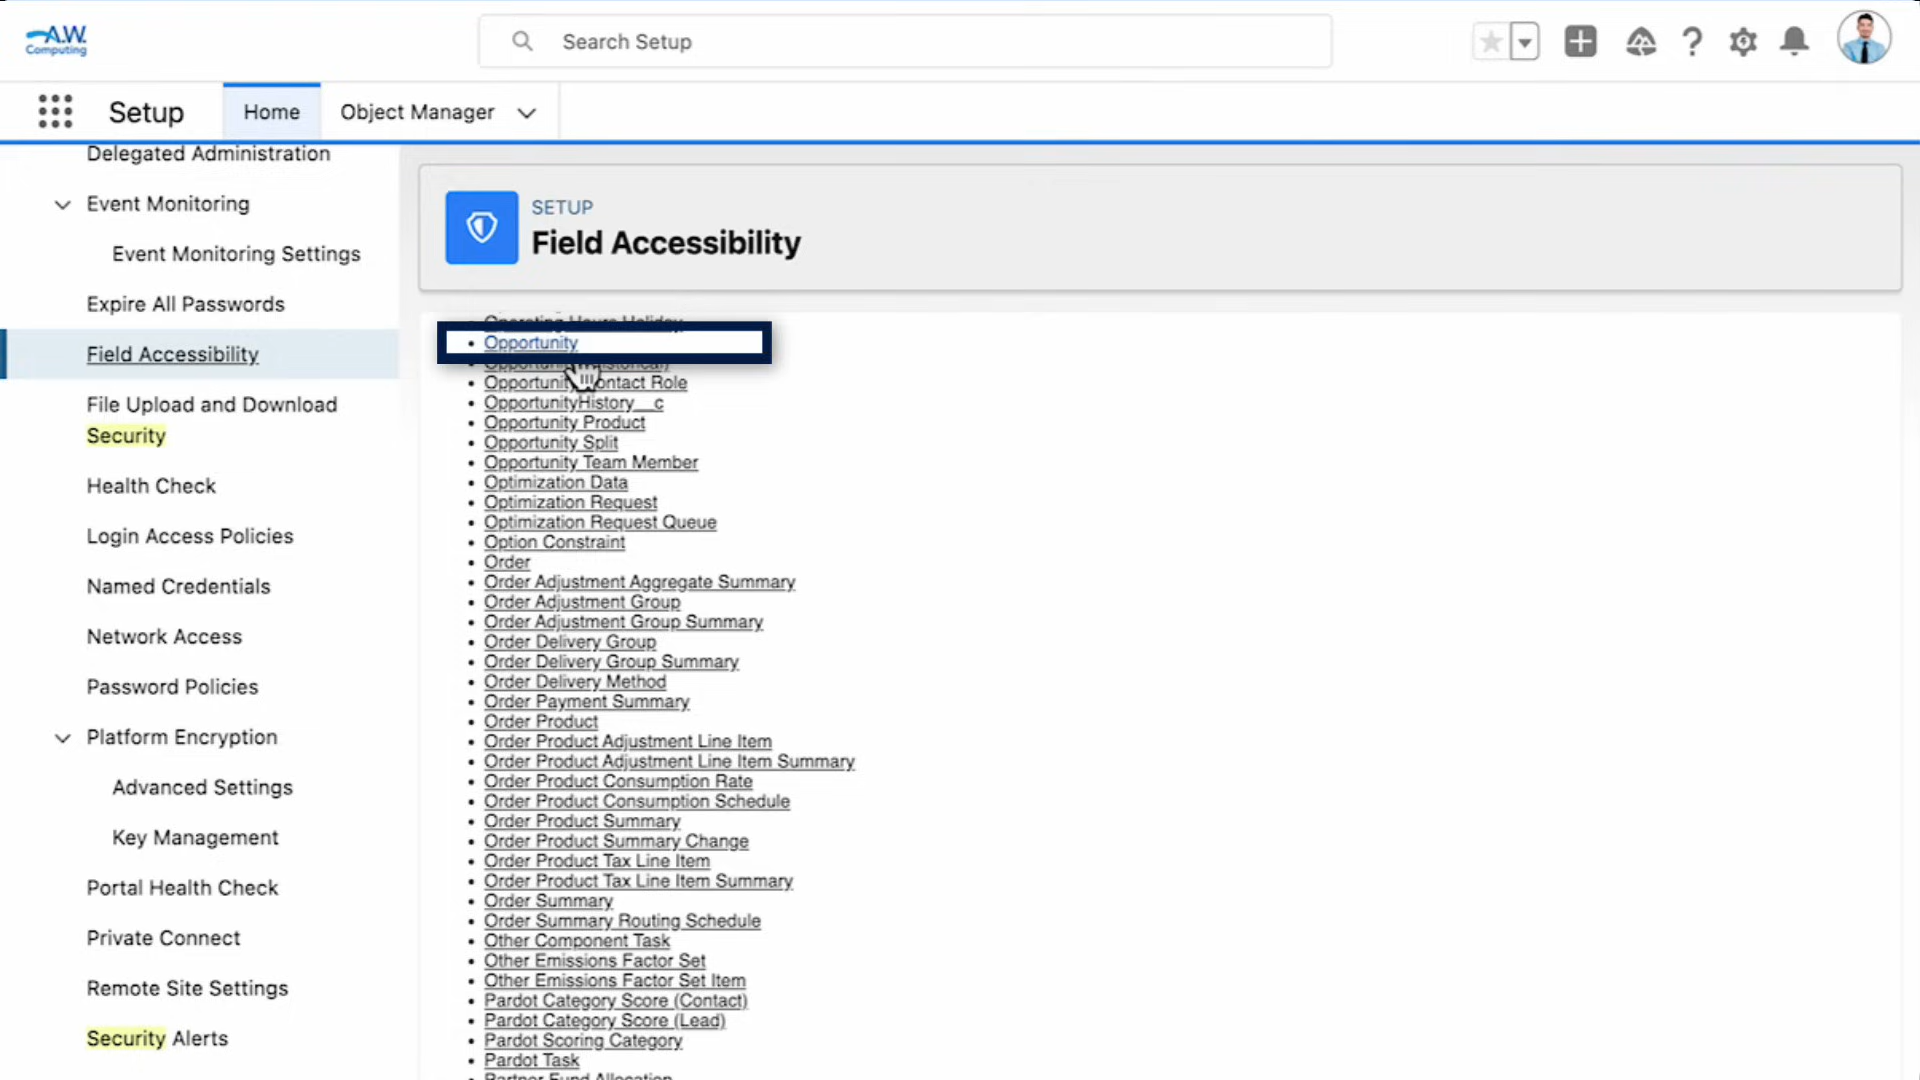 A.W.
Computing
Search Setup
Setup
Home
Object Manager
Delegated Administration
Event Monitoring
Event Monitoring Settings
Expire All Passwords
Field Accessibility
File Upload and Download
Security
Health Check
Login Access Policies
Named Credentials
Network Access
Password Policies
Platform Encryption
Advanced Settings
Key Management
Portal Health Check
Private Connect
Remote Site Settings
Security Alerts
SETUP
Field Accessibility
Operating Hours Holiday
Opportunity
Opportunity (Historical)
Opportunity Contact Role
OpportunityHistory__c
Opportunity Product
Opportunity Split
Opportunity Team Member
Optimization Data
Optimization Request
Optimization Request Queue
Option Constraint
Order
Order Adjustment Aggregate Summary
Order Adjustment Group
Order Adjustment Group Summary
Order Delivery Group
Order Delivery Group Summary
Order Delivery Method
Order Payment Summary
Order Product
Order Product Adjustment Line Item
Order Product Adjustment Line Item Summary
Order Product Consumption Rate
Order Product Consumption Schedule
Order Product Summary
Order Product Summary Change
Order Product Tax Line Item
Order Product Tax Line Item Summary
Order Summary
Order Summary Routing Schedule
Other Component Task
Other Emissions Factor Set
Other Emissions Factor Set Item
Pardot Category Score (Contact)
Pardot Category Score (Lead)
Pardot Scoring Category
Pardot Task
Partner Fund Allocation